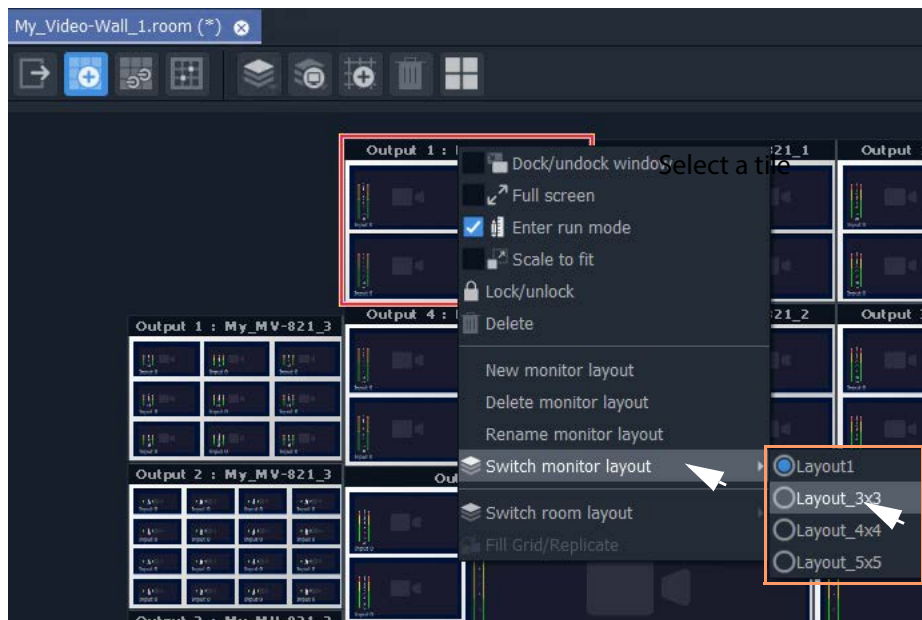 My_Video-Wall_1.room (*)
Output 1 :
21_1
Output
Dock/undock window
Select a tile
Full screen
Enter run mode
Scale to fit
Lock/unlock
Output 4 :
21_2
Output
Delete
Output 1 : My_MV-821_3
New monitor layout
Delete monitor layout
Rename monitor layout
Switch monitor layout
Layout1
Output 2 : My_MV-821_3
Layout_3x3
Switch room layout
Layout_4x4
Fill Grid/Replicate
Layout_5x5